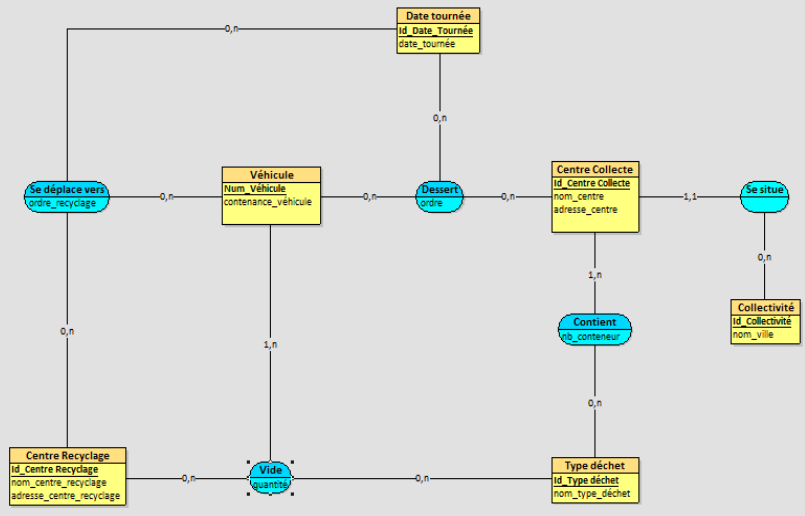 Date tournée
Id_Date_Tournée
date_tournée
0,n
0,n
Se déplace vers
ordre_recyclage
0,n
Véhicule
Num_Véhicule
contenance_véhicule
0,n
Dessert
ordre
0,n
Centre Collecte
Id_Centre Collecte
nom_centre
adresse_centre
1,1
Se situe
0,n
1,n
Collectivité
Id_Collectivité
nom_ville
Contient
nb_conteneur
0,n
1,n
0,n
Centre Recyclage
Id_Centre Recyclage
nom_centre_recyclage
adresse_centre_recyclage
0,n
Vide
quantité
0,n
Type déchet
Id_Type déchet
nom_type_déchet